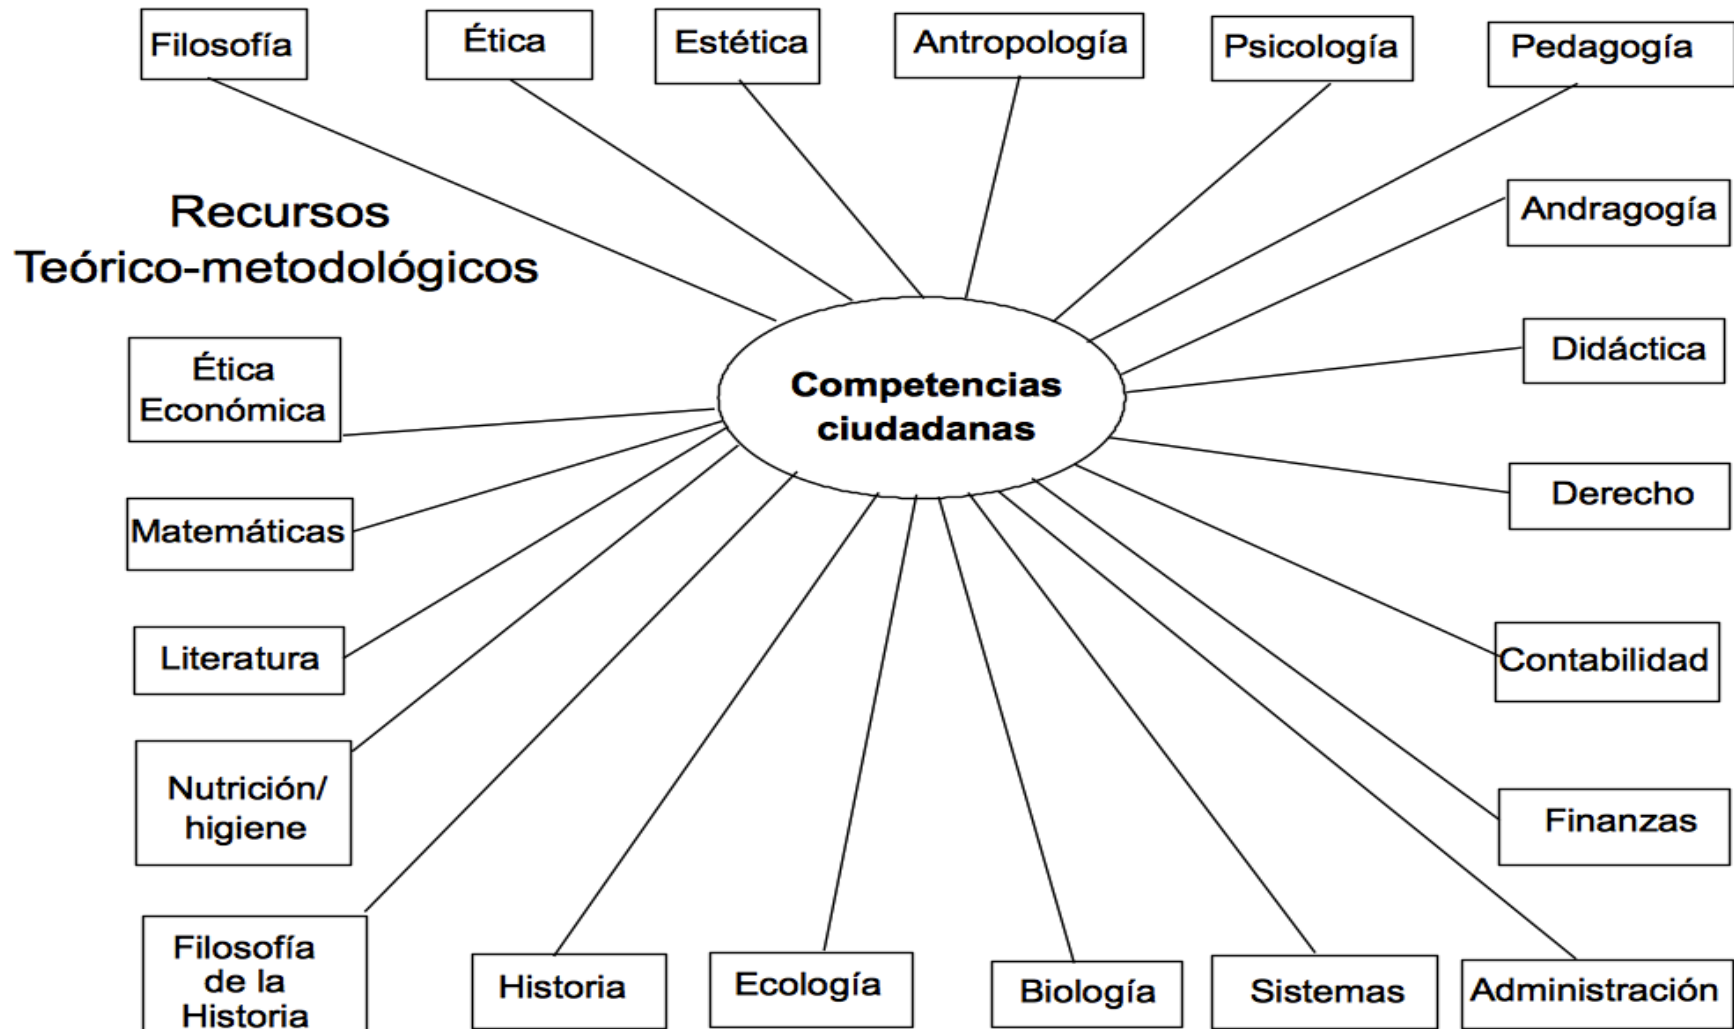 Filosofía
Ética
Estética
Antropología
Psicología
Pedagogía
Recursos
Teórico-metodológicos
Andragogía
Ética
Económica
Competencias
ciudadanas
Didáctica
Matemáticas
Derecho
Literatura
Contabilidad
Nutrición/
higiene
Finanzas
Filosofía
de la
Historia
Historia
Ecología
Biología
Sistemas
Administración